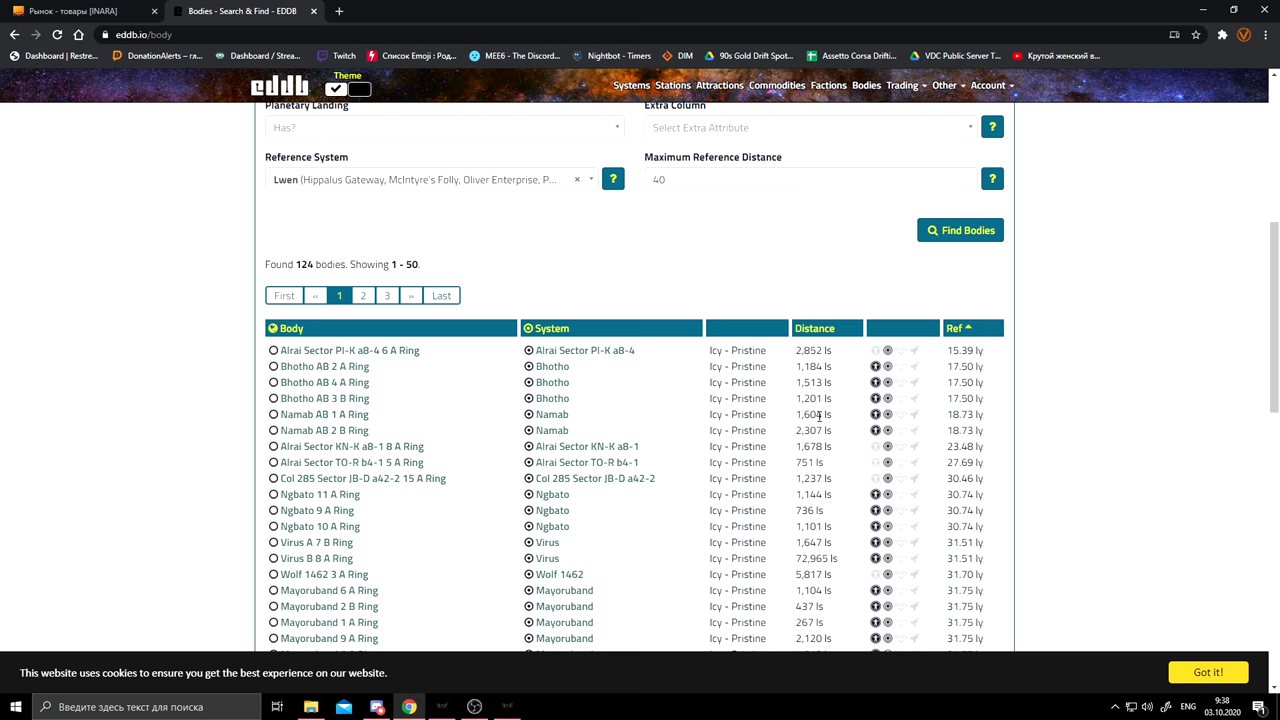 Рынок - товары [INARA]
Bodies - Search & Find - EDDB
eddb.io/body
Dashboard | Restre...
DonationAlerts — гл...
Dashboard / Strea...
Twitch
Список Emoji : Род...
MEE6 - The Discord...
Nightbot - Timers
DIM
90s Gold Drift Spot...
Assetto Corsa Drifti...
VDC Public Server T...
Крутой женский в...
eddb
Theme
Systems Stations Attractions Commodities Factions Bodies Trading Other Account
Planetary Landing
Extra Column
Has?
Select Extra Attribute
?
Reference System
Maximum Reference Distance
Lwen (Hippalus Gateway, McIntyre's Folly, Oliver Enterprise, P... × ?
40 ?
Find Bodies
Found 124 bodies. Showing 1 - 50.
First « 1 2 3 » Last
Body System Distance Ref
Alrai Sector PI-K a8-4 6 A Ring Alrai Sector PI-K a8-4 Icy - Pristine 2,852 ls 15.39 ly
Bhotho AB 2 A Ring Bhotho Icy - Pristine 1,184 ls 17.50 ly
Bhotho AB 4 A Ring Bhotho Icy - Pristine 1,513 ls 17.50 ly
Bhotho AB 3 B Ring Bhotho Icy - Pristine 1,201 ls 17.50 ly
Namab AB 1 A Ring Namab Icy - Pristine 1,604 ls 18.73 ly
Namab AB 2 B Ring Namab Icy - Pristine 2,307 ls 18.73 ly
Alrai Sector KN-K a8-1 8 A Ring Alrai Sector KN-K a8-1 Icy - Pristine 1,678 ls 23.48 ly
Alrai Sector TO-R b4-1 5 A Ring Alrai Sector TO-R b4-1 Icy - Pristine 751 ls 27.69 ly
Col 285 Sector JB-D a42-2 15 A Ring Col 285 Sector JB-D a42-2 Icy - Pristine 1,237 ls 30.46 ly
Ngbato 11 A Ring Ngbato Icy - Pristine 1,144 ls 30.74 ly
Ngbato 9 A Ring Ngbato Icy - Pristine 736 ls 30.74 ly
Ngbato 10 A Ring Ngbato Icy - Pristine 1,101 ls 30.74 ly
Virus A 7 B Ring Virus Icy - Pristine 1,647 ls 31.51 ly
Virus B 8 A Ring Virus Icy - Pristine 72,965 ls 31.51 ly
Wolf 1462 3 A Ring Wolf 1462 Icy - Pristine 5,817 ls 31.70 ly
Mayoruband 6 A Ring Mayoruband Icy - Pristine 1,104 ls 31.75 ly
Mayoruband 2 B Ring Mayoruband Icy - Pristine 437 ls 31.75 ly
Mayoruband 1 A Ring Mayoruband Icy - Pristine 267 ls 31.75 ly
Mayoruband 9 A Ring Mayoruband Icy - Pristine 2,120 ls 31.75 ly
This website uses cookies to ensure you get the best experience on our website.
Got it!
Введите здесь текст для поиска
ENG
9:38
03.10.2020